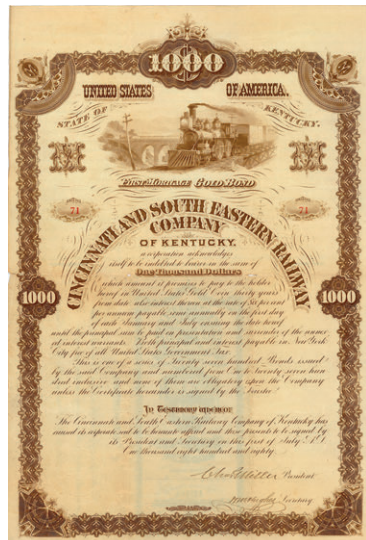 1000
UNITED STATES OF AMERICA.
STATE OF KENTUCKY.
M M
FIRST MORTGAGE GOLD BOND
71 71
CINCINNATI AND SOUTH EASTERN RAILWAY
COMPANY
OF KENTUCKY,
a corporation acknowledges
itself to be indebted to bearer in the sum of
One Thousand Dollars
which amount it promises to pay to the holder
hereof in United States Gold Coin thirty years
from date also interest thereon at the rate of six per cent
1000 1000
per annum payable semi annually on the first day
of each January and July ensuing the date hereof
until the principal sum be paid on presentation and surrender of the annex
ed interest warrants. Both principal and interest payable in New York
City free of all United States Government Tax.
This is one of a series of Twenty seven hundred Bonds issued
by the said Company and numbered from One to Twenty seven hun
dred inclusive and none of them are obligatory upon the Company
unless the Certificate hereunder is signed by the Trustee
In Testimony whereof
The Cincinnati and South Eastern Railway Company of Kentucky has
caused its corporate seal to be hereunto affixed and these presents to be signed by
its President and Secretary on this first of July A.D.
One thousand eight hundred and eighty.
President
Secretary